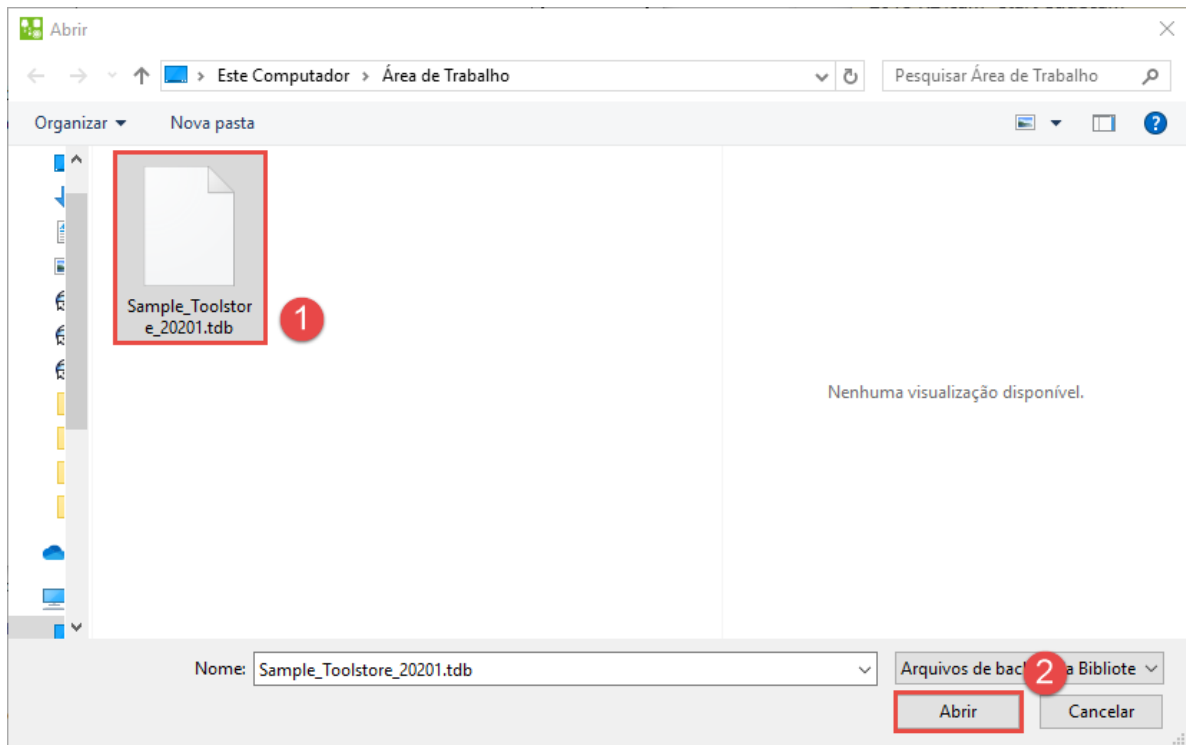 Abrir
Este Computador > Área de Trabalho
Pesquisar Área de Trabalho
Organizar
Nova pasta
Sample_Toolstor
e_20201.tdb
1
Nenhuma visualização disponível.
Nome:
Sample_Toolstore_20201.tdb
Arquivos de bac
a Bibliote
2
Abrir
Cancelar